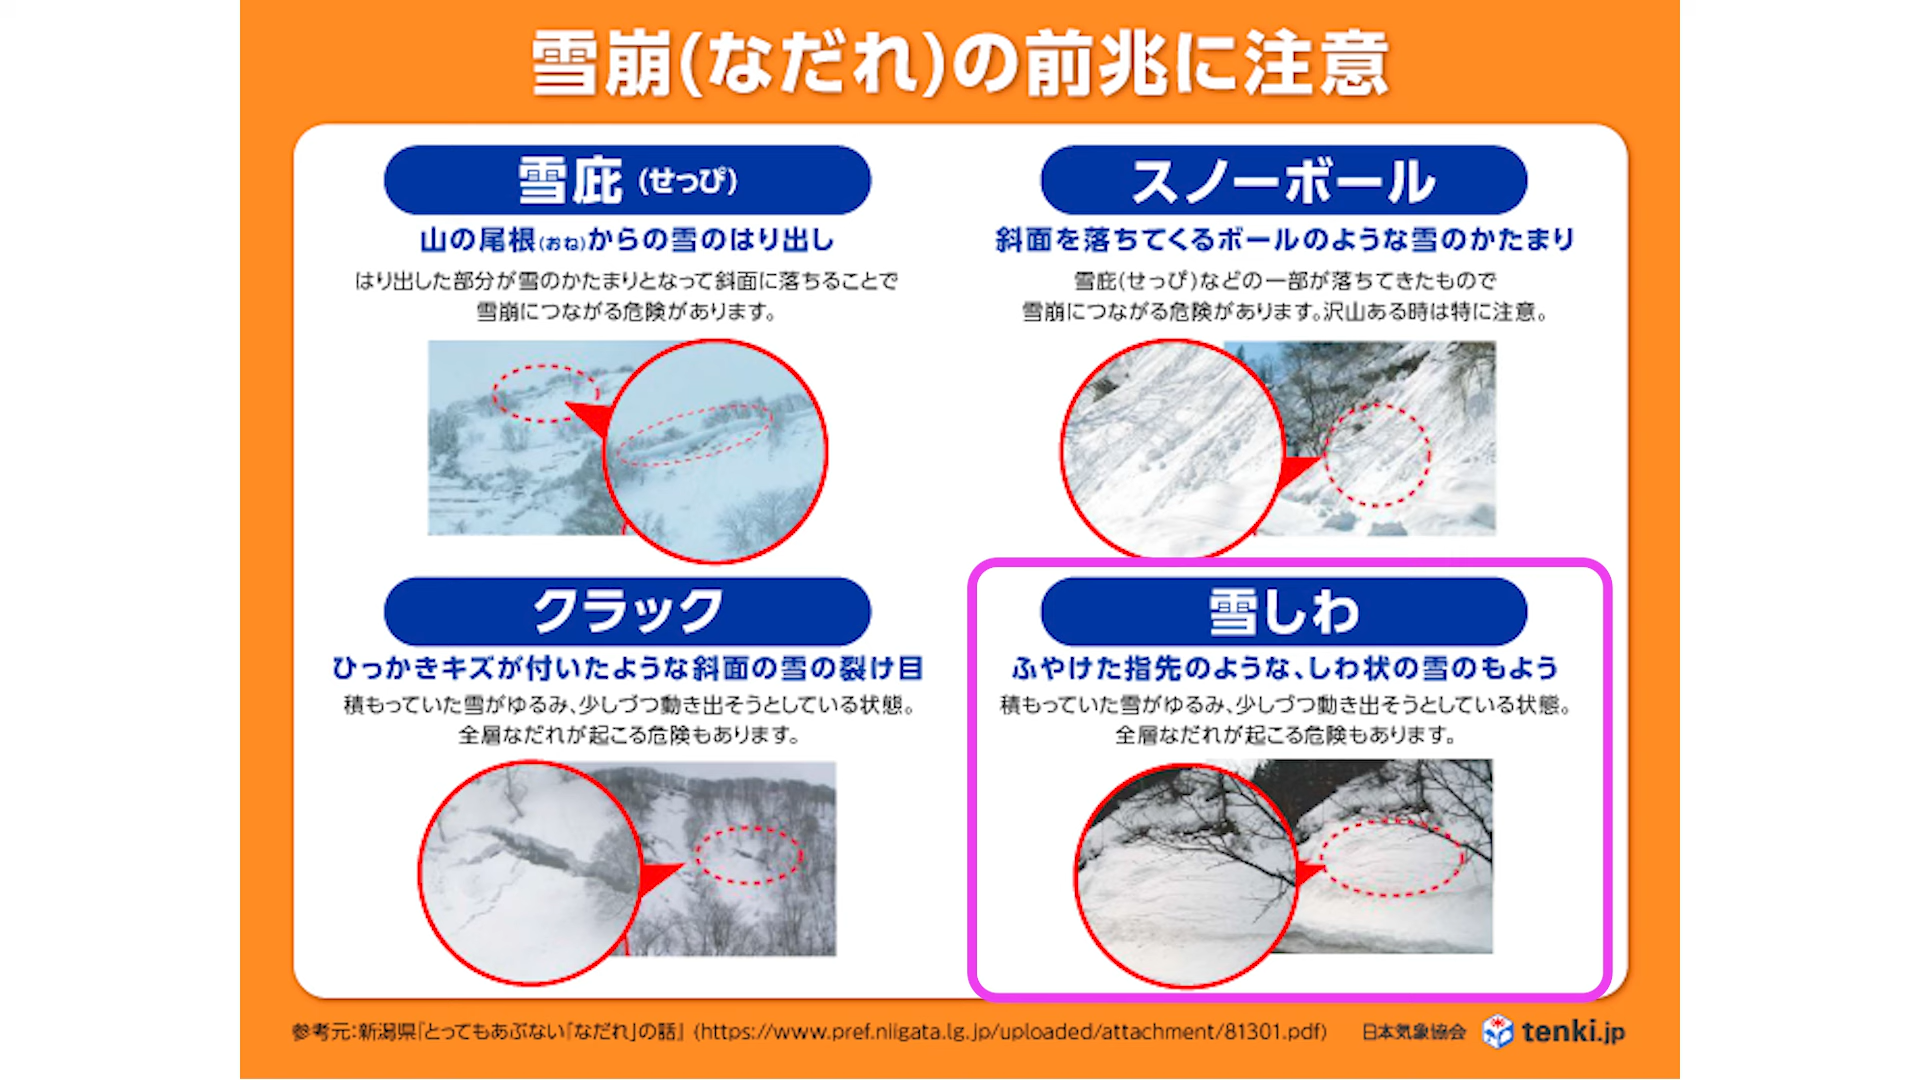 雪崩(なだれ)の前兆に注意
雪庇(せっぴ)
山の尾根(おね)からの雪のはり出し
はり出した部分が雪のかたまりとなって斜面に落ちることで
雪崩につながる危険があります。
スノーボール
斜面を落ちてくるボールのような雪のかたまり
雪庇(せっぴ)などの一部が落ちてきたもので
雪崩につながる危険があります。沢山ある時は特に注意。
クラック
ひっかきキズが付いたような斜面の雪の裂け目
積もっていた雪がゆるみ、少しづつ動き出そうとしている状態。
全層なだれが起こる危険もあります。
雪しわ
ふやけた指先のような、しわ状の雪のもよう
積もっていた雪がゆるみ、少しづつ動き出そうとしている状態。
全層なだれが起こる危険もあります。
参考元:新潟県『とってもあぶない「なだれ」の話』 (https://www.pref.niigata.lg.jp/uploaded/attachment/81301.pdf)
日本気象協会 tenki.jp